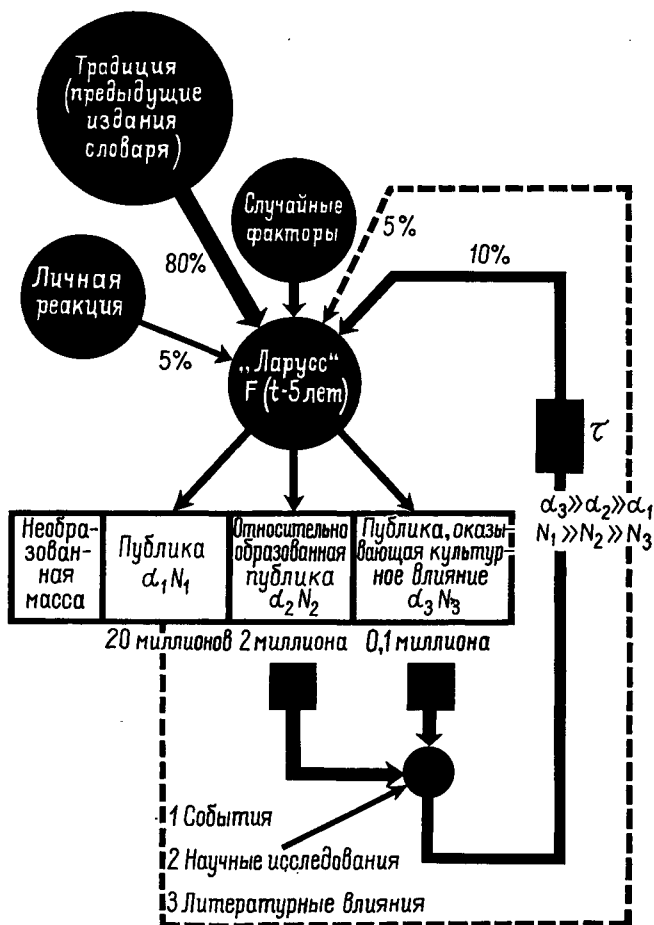 Традиция
(предыдущие
издания
словаря)
Случайные
факторы
5%
10%
80%
Личная
реакция
5%
„Ларусс“
F (t-5 лет)
τ
α₃≫α₂≫α₁
N₁≫N₂≫N₃
Необра-
зован-
ная
масса
Публика
α₁N₁
Относительно
образованная
публика
α₂N₂
Публика, оказы-
вающая культур-
ное влияние
α₃N₃
20 миллионов
2 миллиона
0,1 миллиона
1 События
2 Научные исследования
3 Литературные влияния